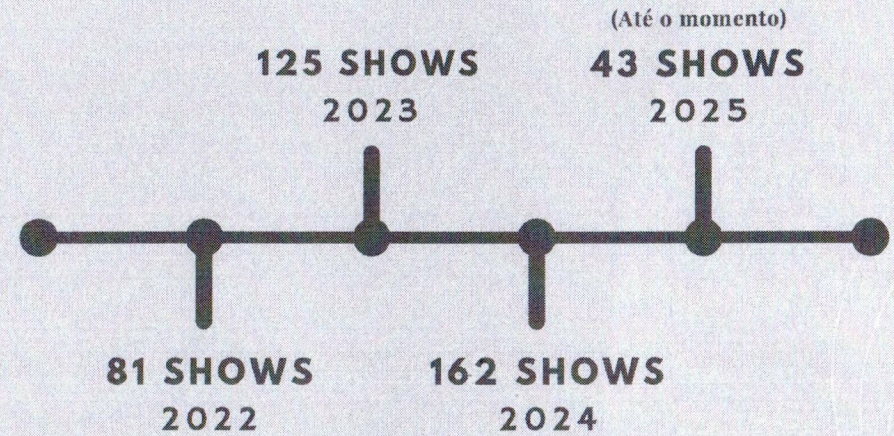 (Até o momento)
125 SHOWS
2023
43 SHOWS
2025
81 SHOWS
2022
162 SHOWS
2024